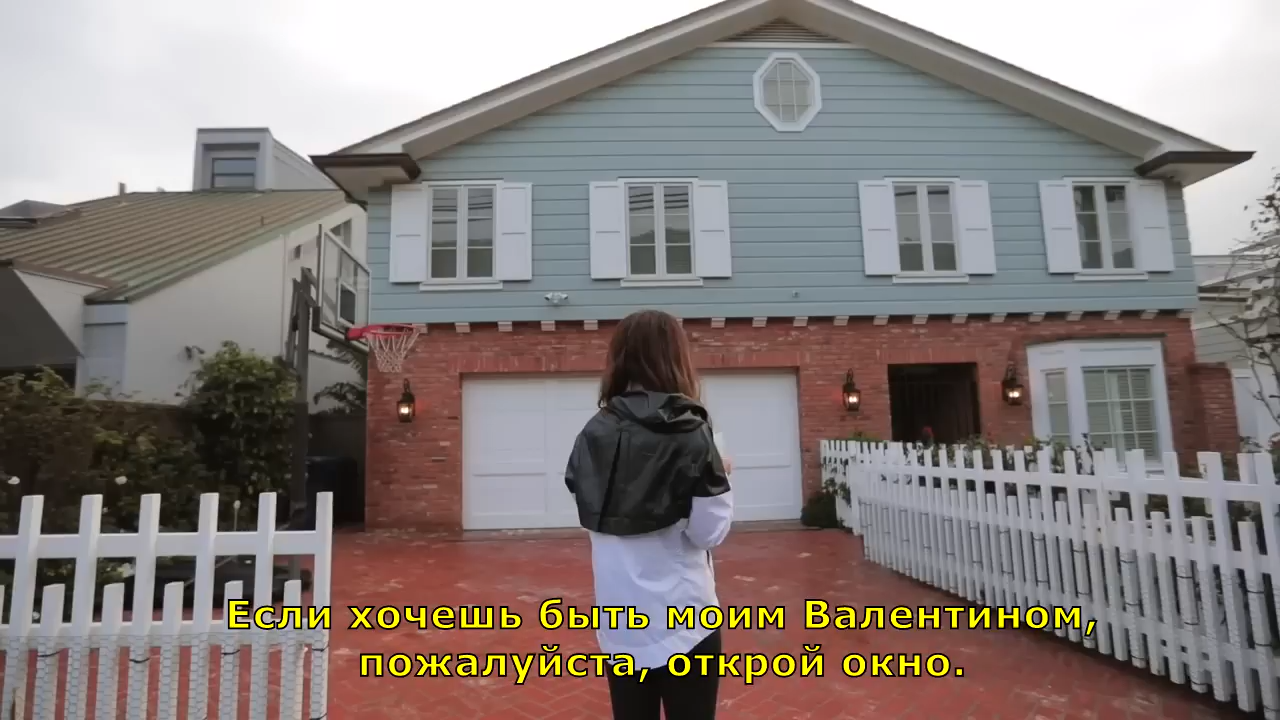 Если хочешь быть моим Валентином,
пожалуйста, открой окно.